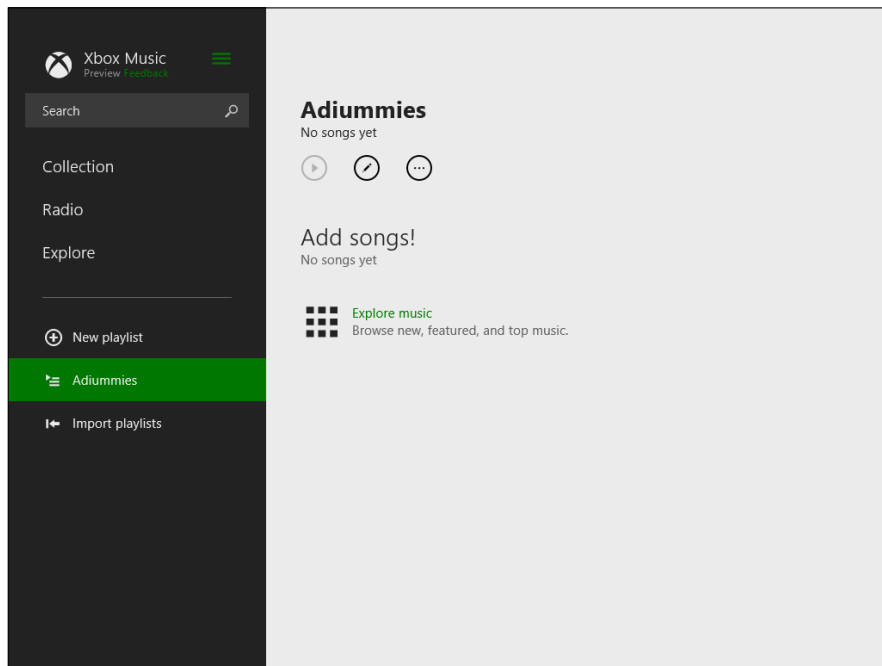 Xbox Music
Preview Feedback
Search
Collection
Radio
Explore
New playlist
Adiummies
Import playlists
Adiummies
No songs yet
Add songs!
No songs yet
Explore music
Browse new, featured, and top music.